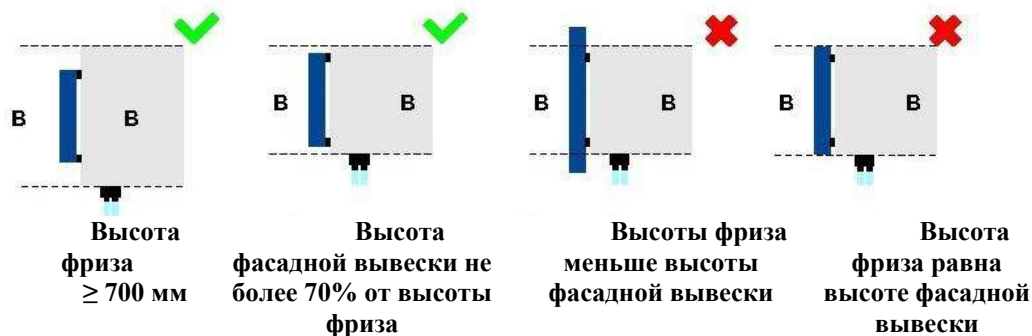 В В В В В В В В
Высота
фриза
≥ 700 мм
Высота
фасадной вывески не
более 70% от высоты
фриза
Высоты фриза
меньше высоты
фасадной вывески
Высота
фриза равна
высоте фасадной
вывески